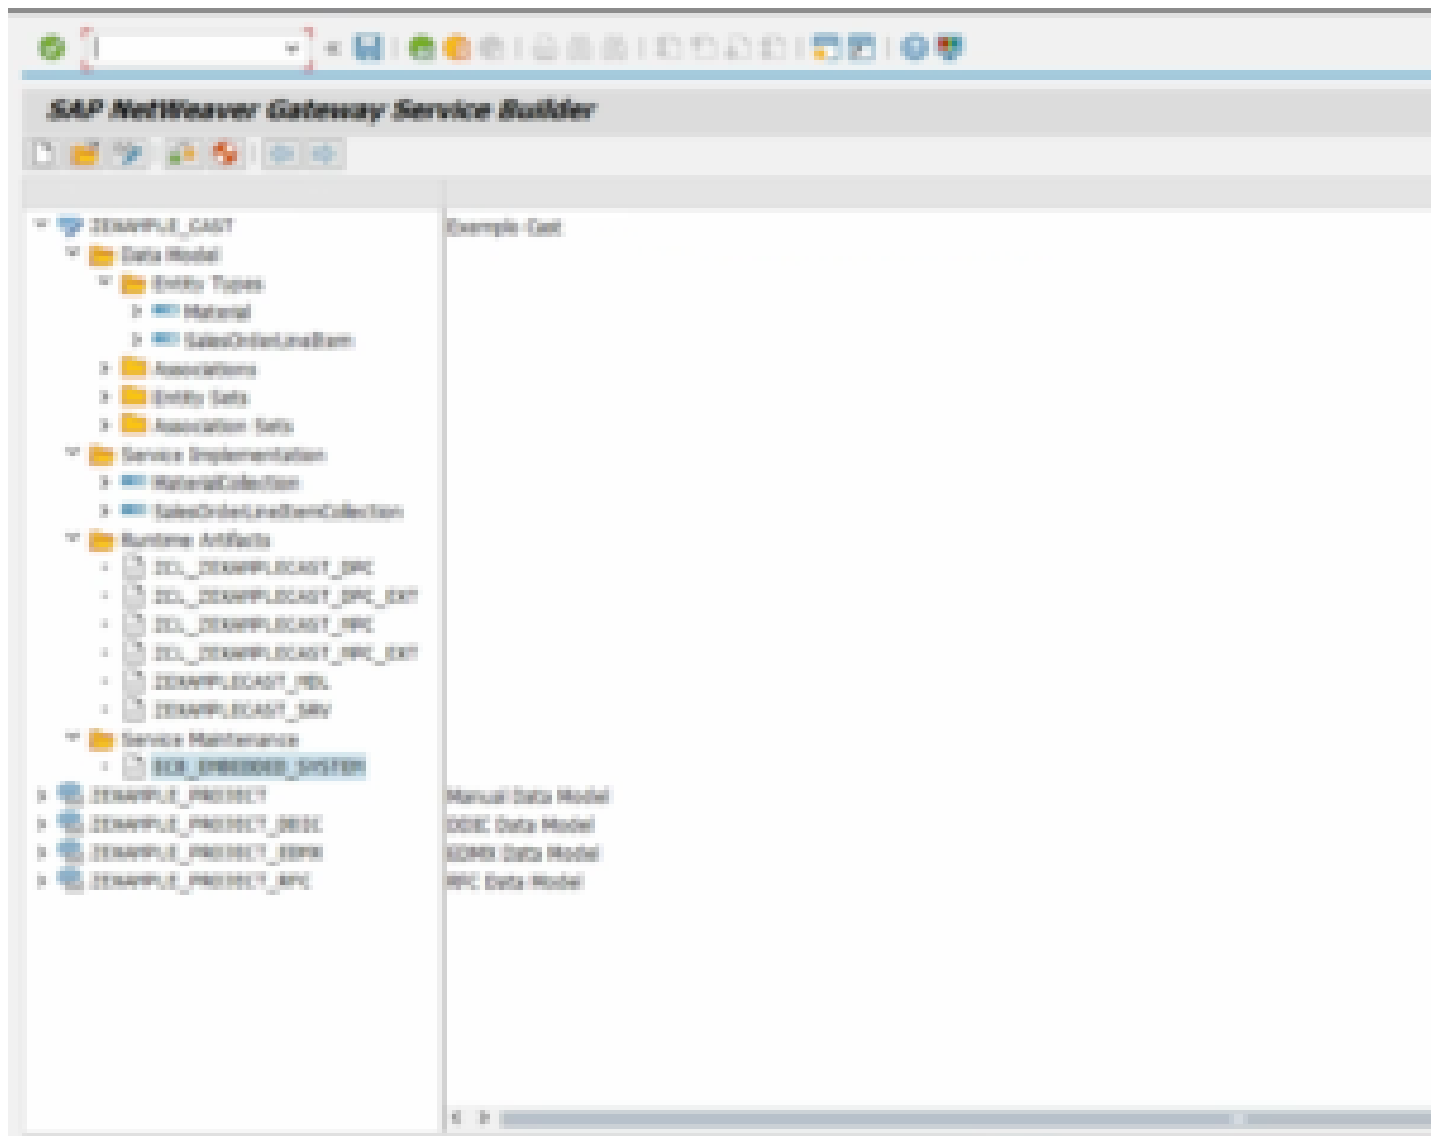 SAP NetWeaver Gateway Service Builder
ZEXAMPLE_CAST Example Cast
Data Model
Entity Types
Material
SalesOrderLineItem
Associations
Entity Sets
Association Sets
Service Implementation
MaterialCollection
SalesOrderLineItemCollection
Runtime Artifacts
ZCL_ZEXAMPLECAST_DPC
ZCL_ZEXAMPLECAST_DPC_EXT
ZCL_ZEXAMPLECAST_MPC
ZCL_ZEXAMPLECAST_MPC_EXT
ZEXAMPLECAST_MDL
ZEXAMPLECAST_SRV
Service Maintenance
EC8_EMBEDDED_SYSTEM
ZEXAMPLE_PROJECT Manual Data Model
ZEXAMPLE_PROJECT_DDIC DDIC Data Model
ZEXAMPLE_PROJECT_EDMX EDMX Data Model
ZEXAMPLE_PROJECT_RFC RFC Data Model